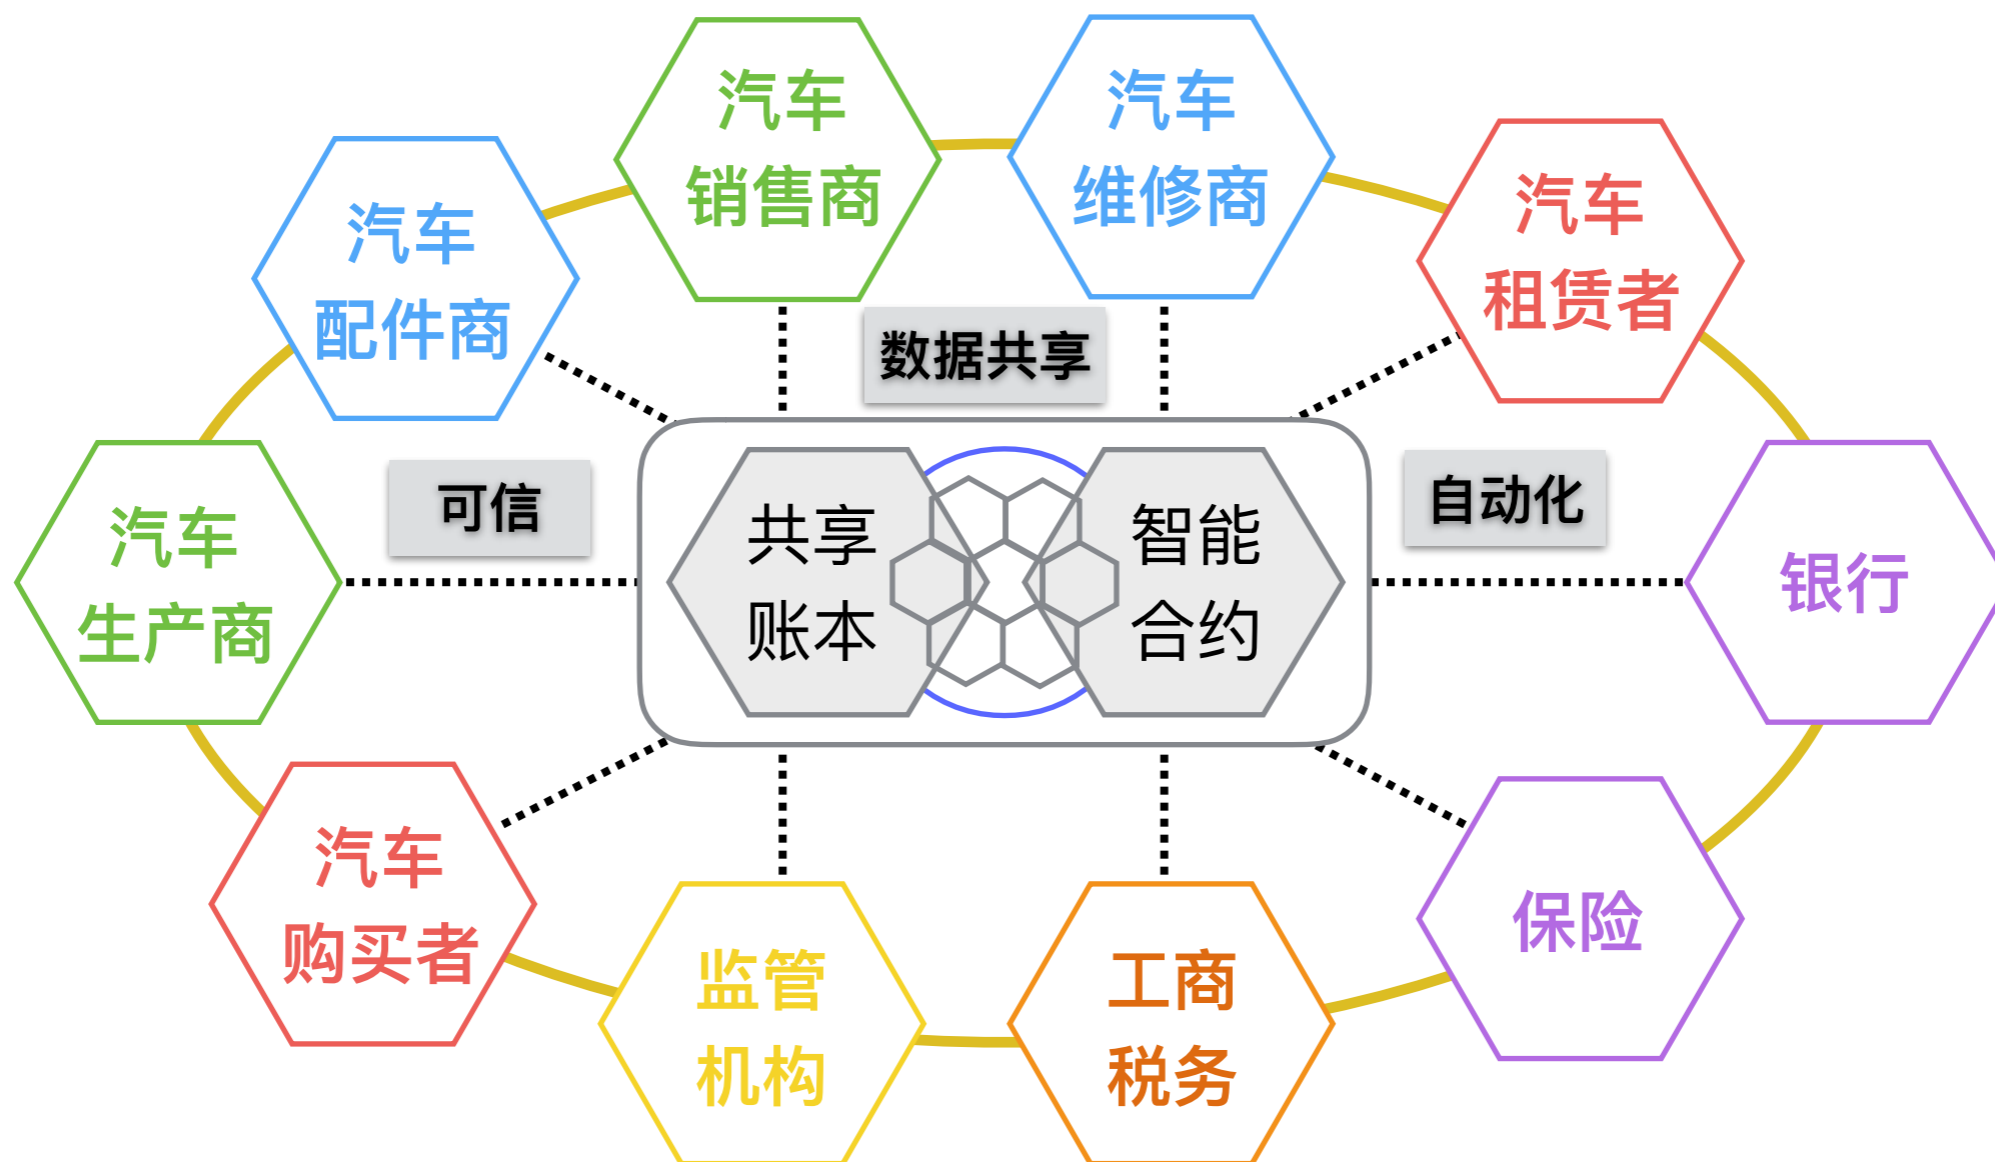 汽车
销售商
汽车
维修商
汽车
配件商
汽车
租赁者
数据共享
汽车
生产商
可信
共享
账本
智能
合约
自动化
银行
汽车
购买者
监管
机构
工商
税务
保险